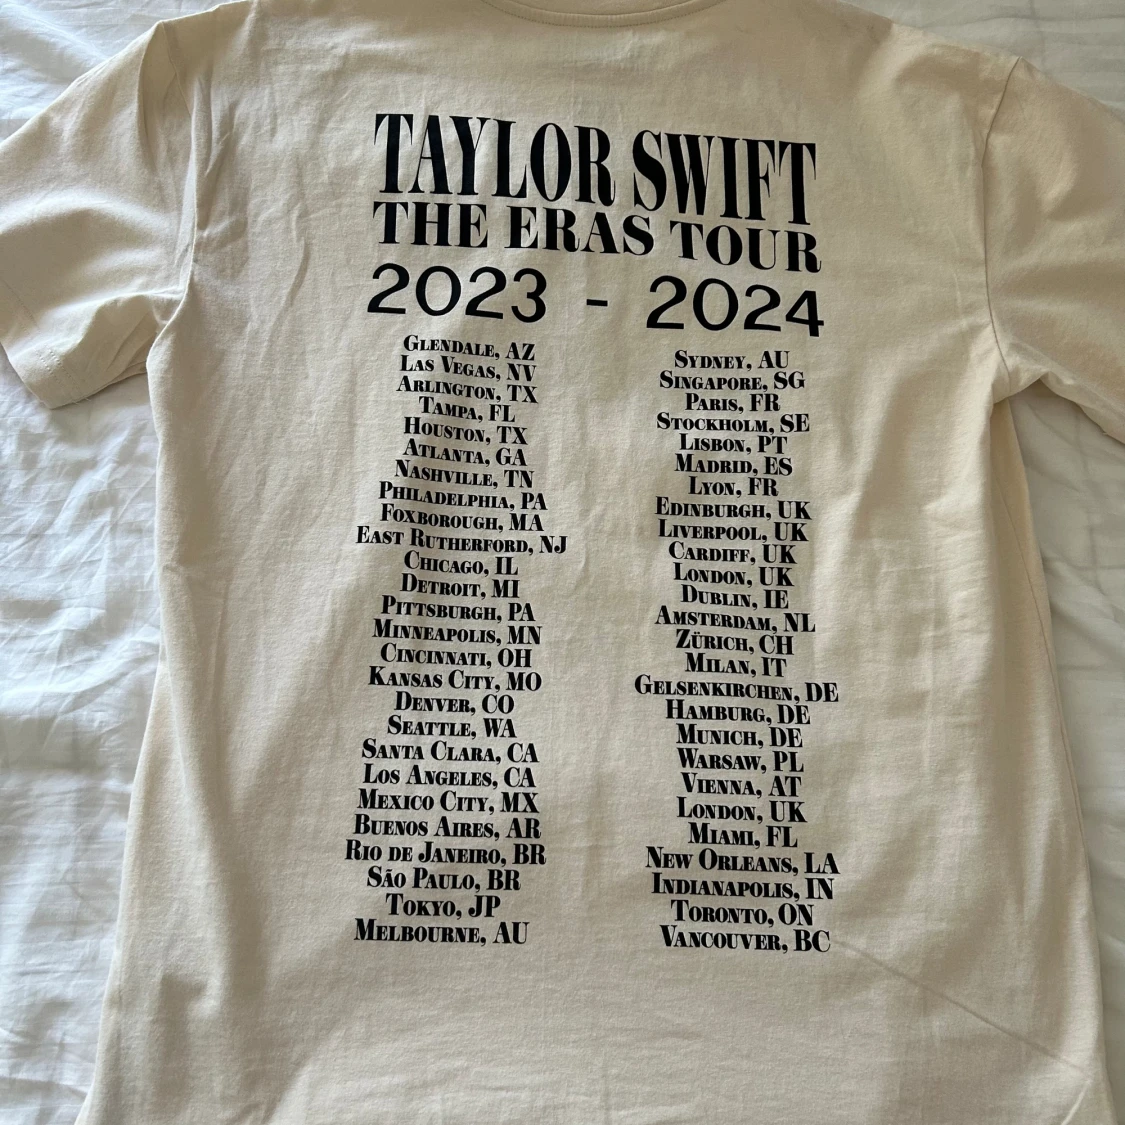 TAYLOR SWIFT
THE ERAS TOUR
2023 - 2024
GLENDALE, AZ
LAS VEGAS, NV
ARLINGTON, TX
TAMPA, FL
HOUSTON, TX
ATLANTA, GA
NASHVILLE, TN
PHILADELPHIA, PA
FOXBOROUGH, MA
EAST RUTHERFORD, NJ
CHICAGO, IL
DETROIT, MI
PITTSBURGH, PA
MINNEAPOLIS, MN
CINCINNATI, OH
KANSAS CITY, MO
DENVER, CO
SEATTLE, WA
SANTA CLARA, CA
LOS ANGELES, CA
MEXICO CITY, MX
BUENOS AIRES, AR
RIO DE JANEIRO, BR
SÃO PAULO, BR
TOKYO, JP
MELBOURNE, AU
SYDNEY, AU
SINGAPORE, SG
PARIS, FR
STOCKHOLM, SE
LISBON, PT
MADRID, ES
LYON, FR
EDINBURGH, UK
LIVERPOOL, UK
CARDIFF, UK
LONDON, UK
DUBLIN, IE
AMSTERDAM, NL
ZÜRICH, CH
MILAN, IT
GELSENKIRCHEN, DE
HAMBURG, DE
MUNICH, DE
WARSAW, PL
VIENNA, AT
LONDON, UK
MIAMI, FL
NEW ORLEANS, LA
INDIANAPOLIS, IN
TORONTO, ON
VANCOUVER, BC